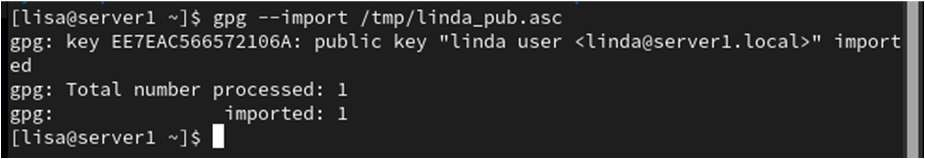 [lisa@server1 ~]$ gpg --import /tmp/linda_pub.asc
gpg: key EE7EAC566572106A: public key "linda user <linda@server1.local>" import
ed
gpg: Total number processed: 1
gpg:               imported: 1
[lisa@server1 ~]$